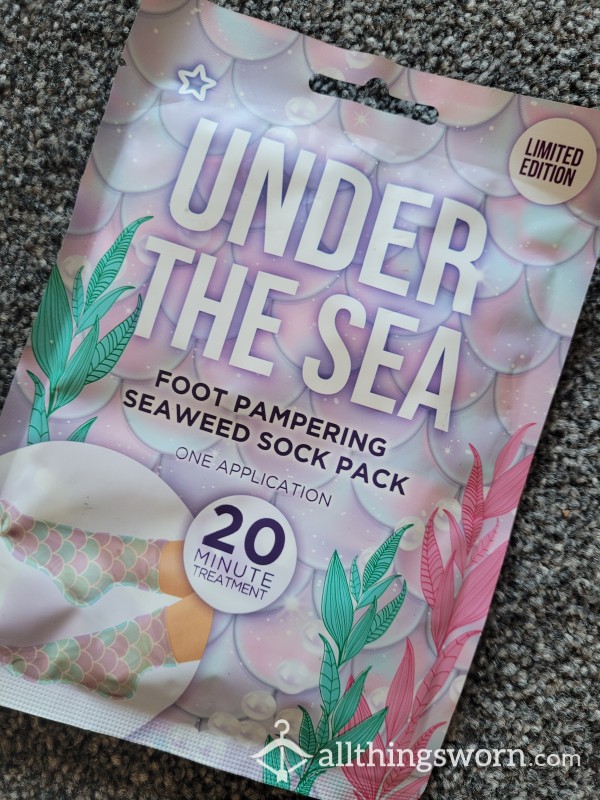 LIMITED
EDITION
UNDER
THE SEA
FOOT PAMPERING
SEAWEED SOCK PACK
ONE APPLICATION
20
MINUTE
TREATMENT
allthingsworn.com